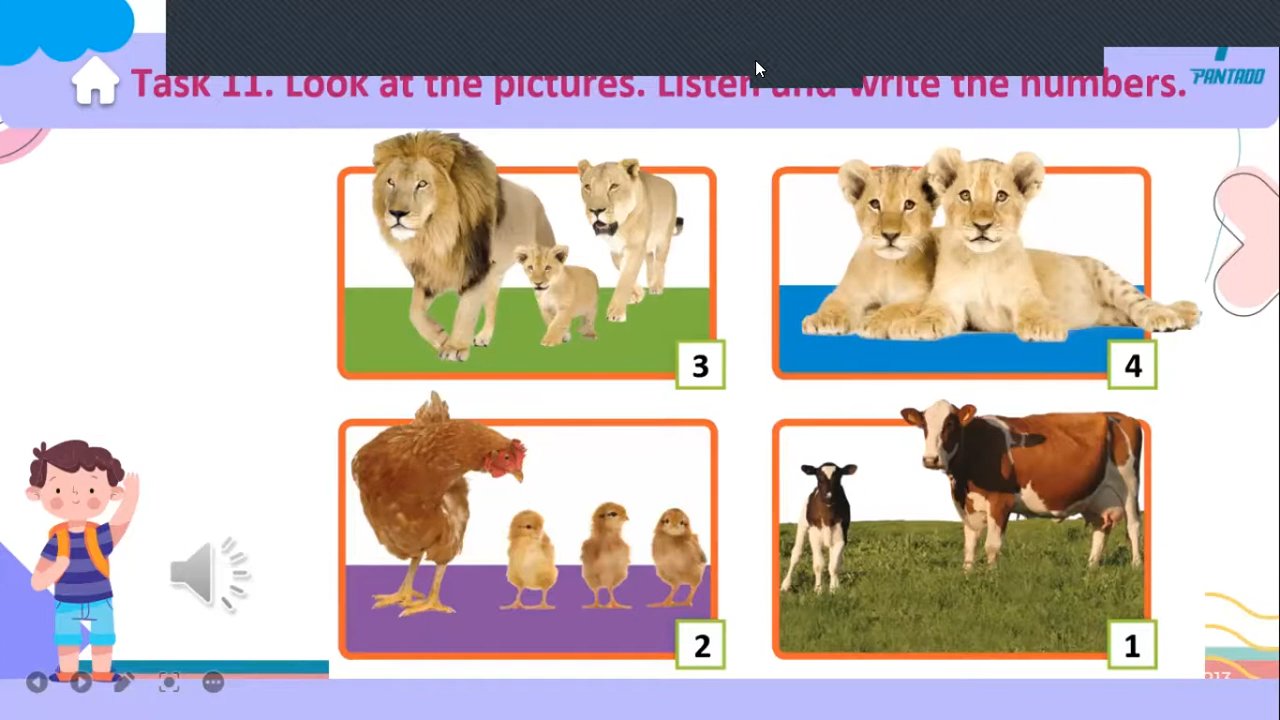 Task 11. Look at the pictures. Listen and write the numbers.
PANTADO
3
4
2
1